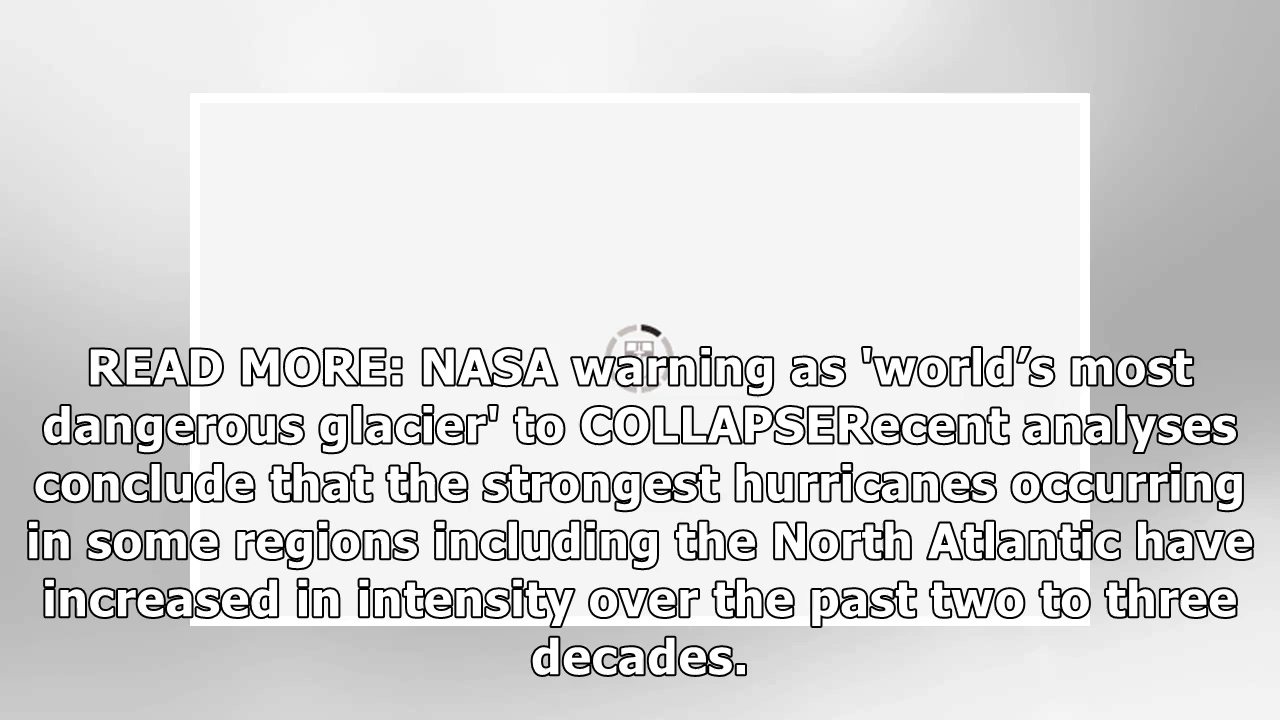 READ MORE: NASA warning as 'world’s most
dangerous glacier' to COLLAPSERecent analyses
conclude that the strongest hurricanes occurring
in some regions including the North Atlantic have
increased in intensity over the past two to three
decades.